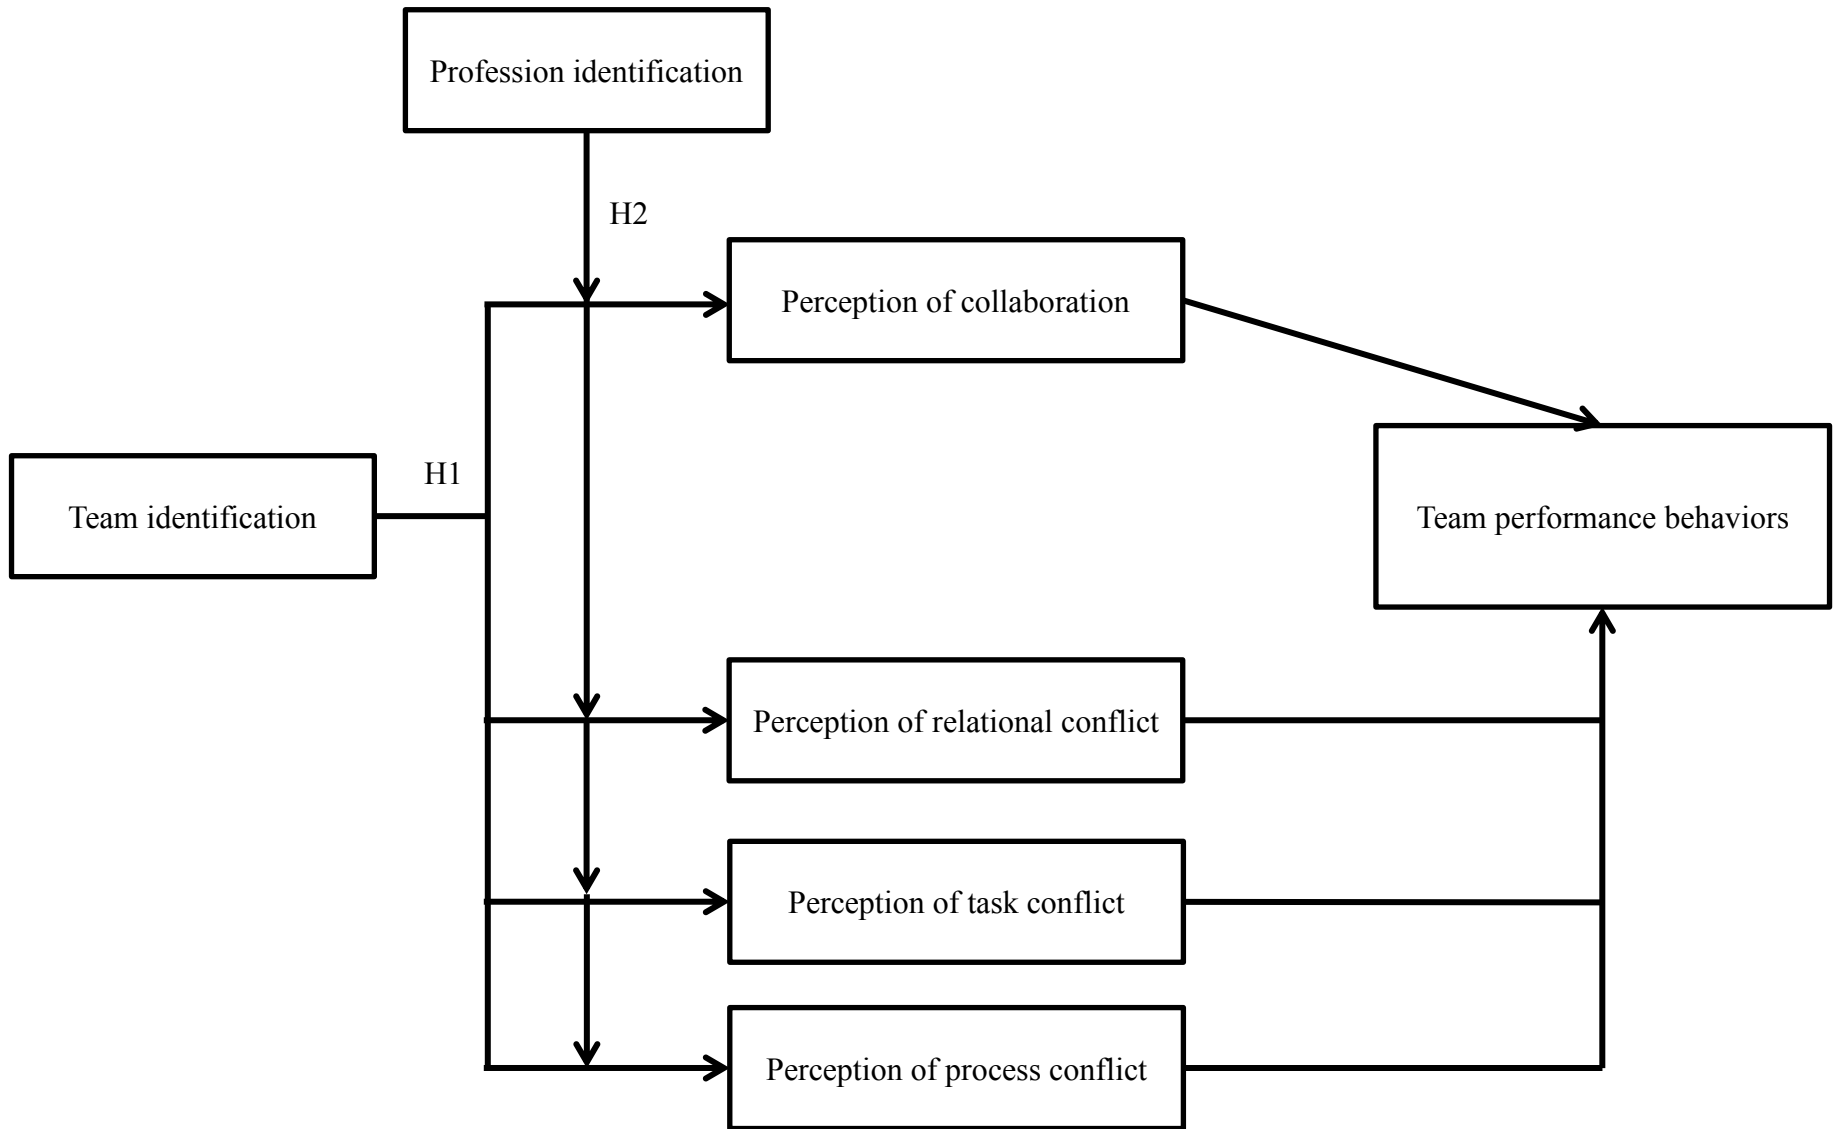 Profession identification
H2
Perception of collaboration
H1
Team identification
Team performance behaviors
Perception of relational conflict
Perception of task conflict
Perception of process conflict